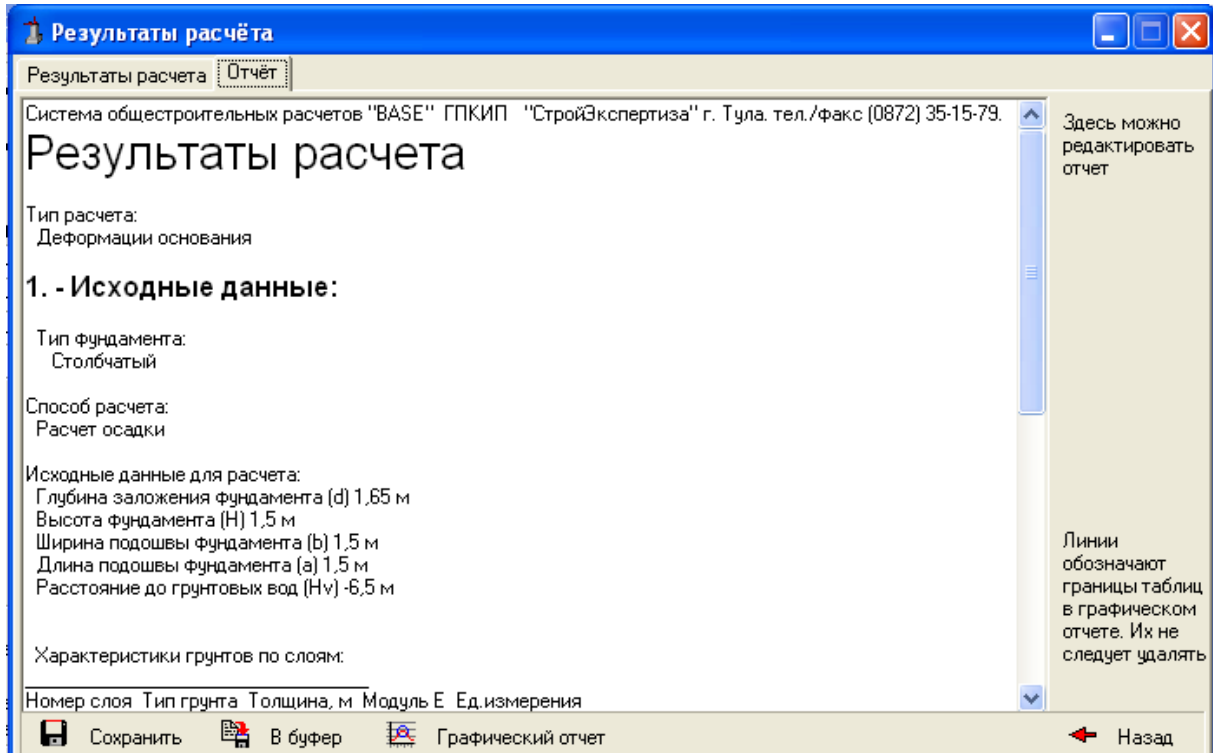 Результаты расчёта
Результаты расчета
Отчёт
Система общестроительных расчетов "BASE" ГПКИП "СтройЭкспертиза" г. Тула. тел./факс (0872) 35-15-79.
Результаты расчета
Тип расчета:
Деформации основания
1. - Исходные данные:
Тип фундамента:
Столбчатый
Способ расчета:
Расчет осадки
Исходные данные для расчета:
Глубина заложения фундамента (d) 1,65 м
Высота фундамента (H) 1,5 м
Ширина подошвы фундамента (b) 1,5 м
Длина подошвы фундамента (a) 1,5 м
Расстояние до грунтовых вод (Hv) -6,5 м
Характеристики грунтов по слоям:
Номер слоя Тип грунта Толщина, м Модуль Е Ед.измерения
Здесь можно
редактировать
отчет
Линии
обозначают
границы таблиц
в графическом
отчете. Их не
следует удалять
Сохранить
В буфер
Графический отчет
Назад